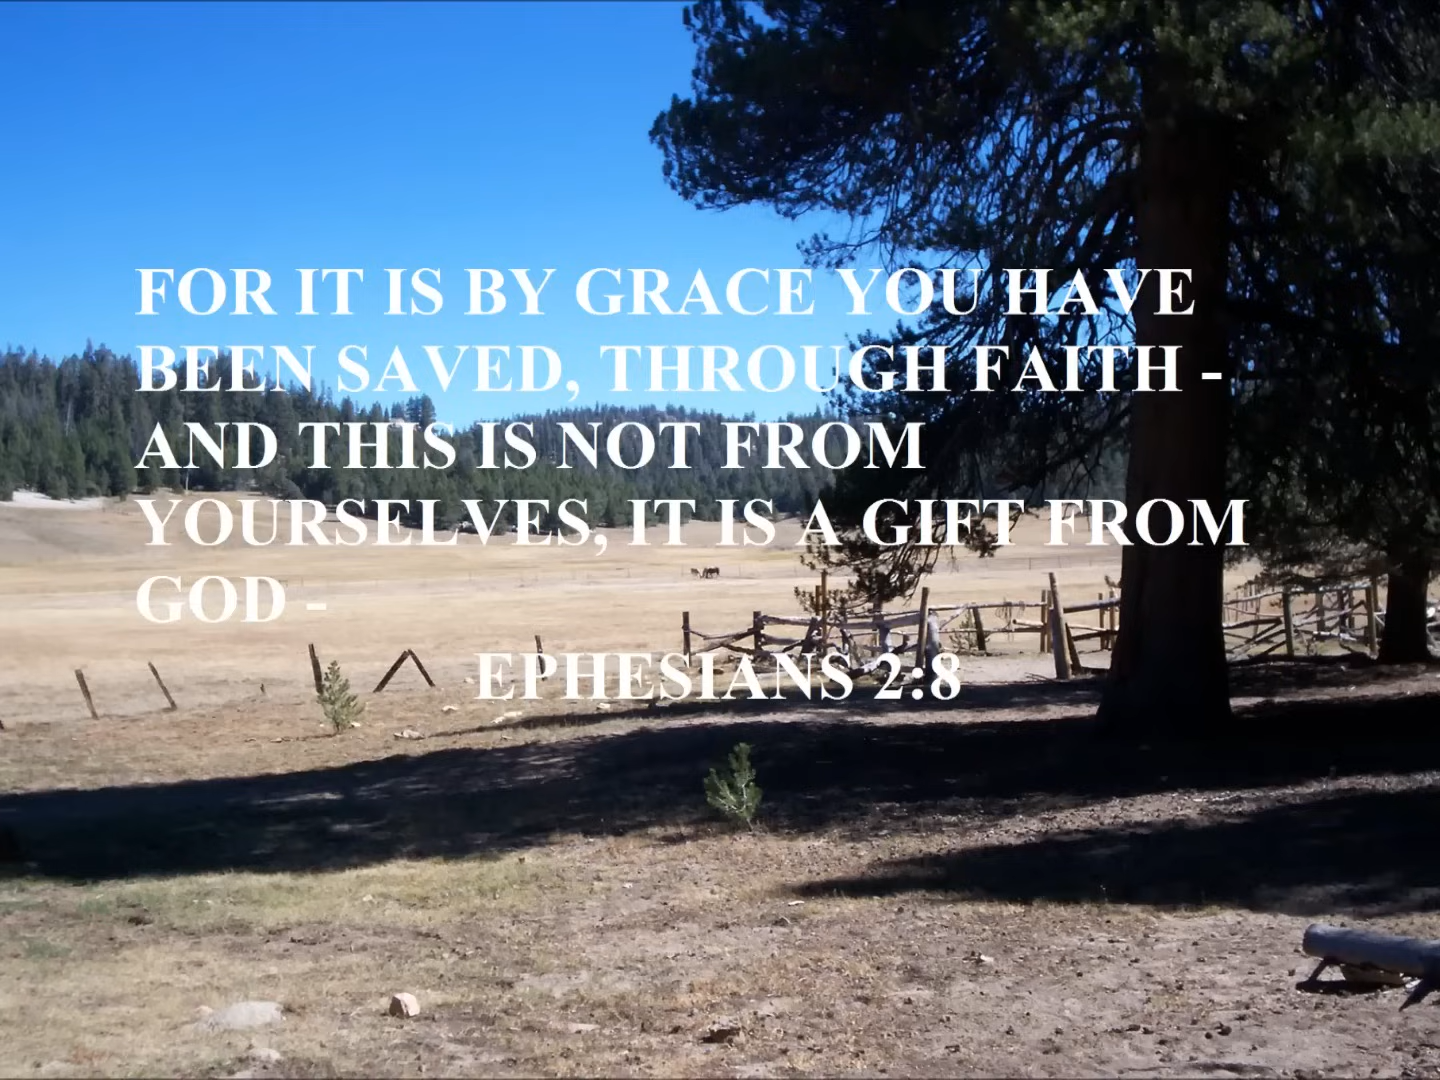 FOR IT IS BY GRACE YOU HAVE
BEEN SAVED, THROUGH FAITH -
AND THIS IS NOT FROM
YOURSELVES, IT IS A GIFT FROM
GOD -
EPHESIANS 2:8